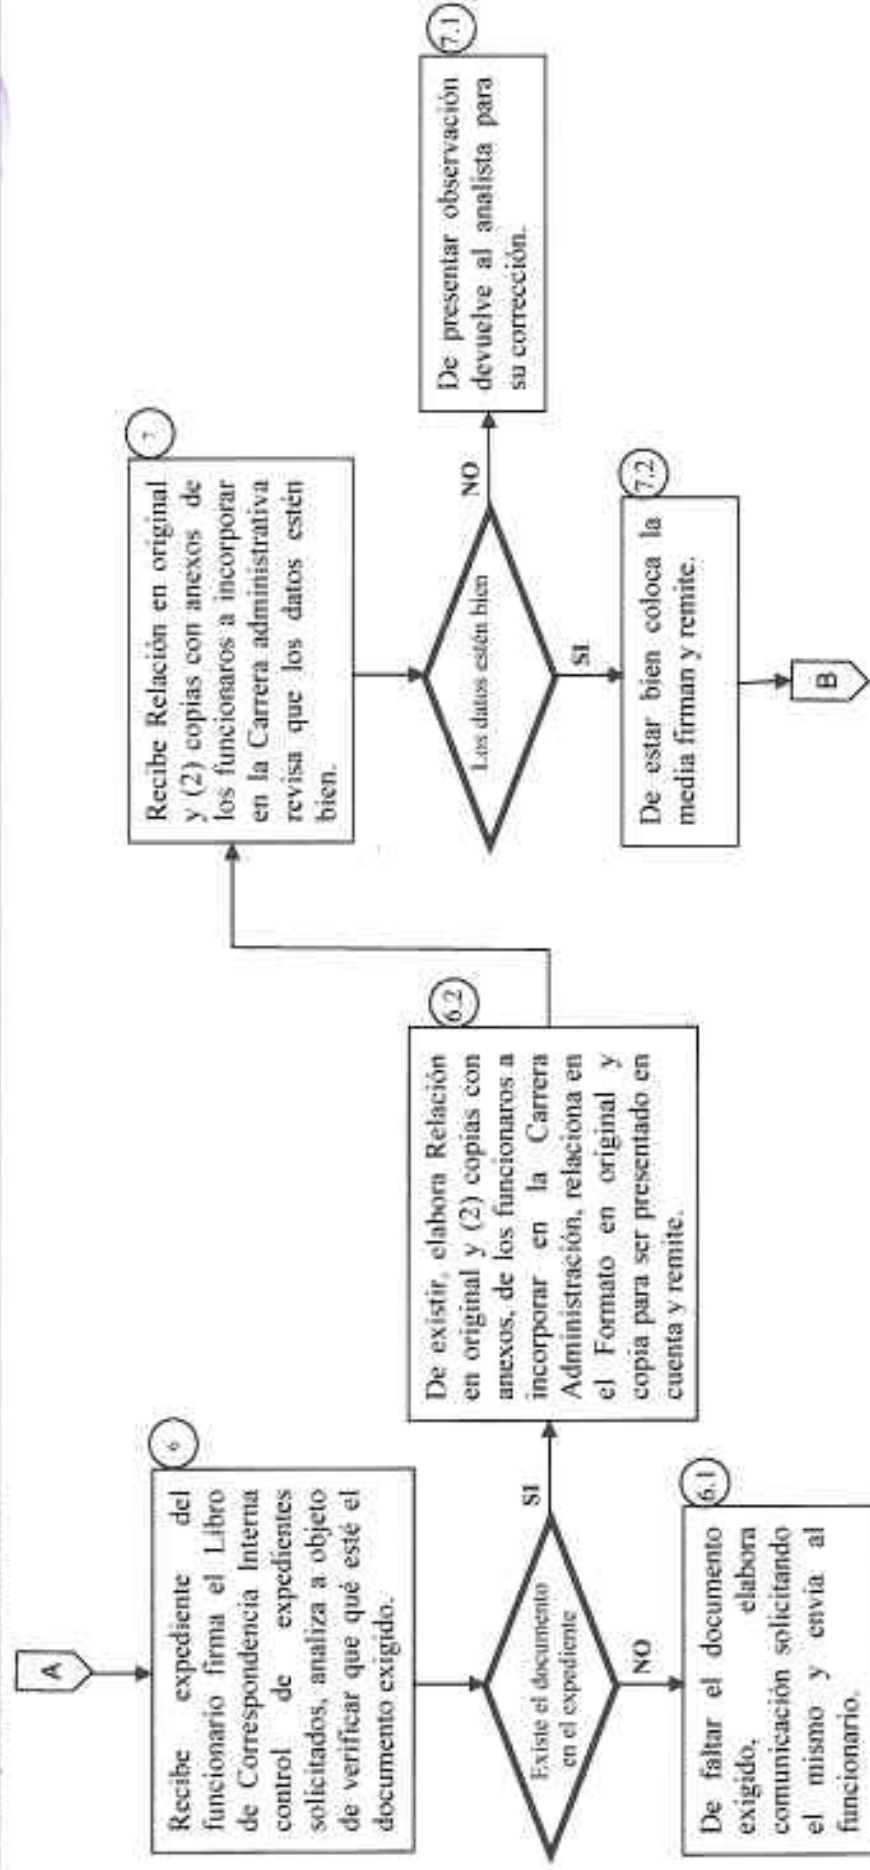 A
6
Recibe expediente del
funcionario firma el Libro
de Correspondencia Interna
control de expedientes
solicitados, analiza a objeto
de verificar que qué esté el
documento exigido.
Existe el documento
en el expediente
SI
NO
6.1
De faltar el documento
exigido, elabora
comunicación solicitando
el mismo y envia al
funcionario.
6.2
De existir, elabora Relación
en original y (2) copias con
anexos, de los funcionaros a
incorporar en la Carrera
Administración, relaciona en
el Formato en original y
copia para ser presentado en
cuenta y remite.
7
Recibe Relación en original
y (2) copias con anexos de
los funcionaros a incorporar
en la Carrera administrativa
revisa que los datos estén
bien.
Los datos estén bien
NO
SI
7.1
De presentar observación
devuelve al analista para
su corrección.
7.2
De estar bien coloca la
media firman y remite.
B